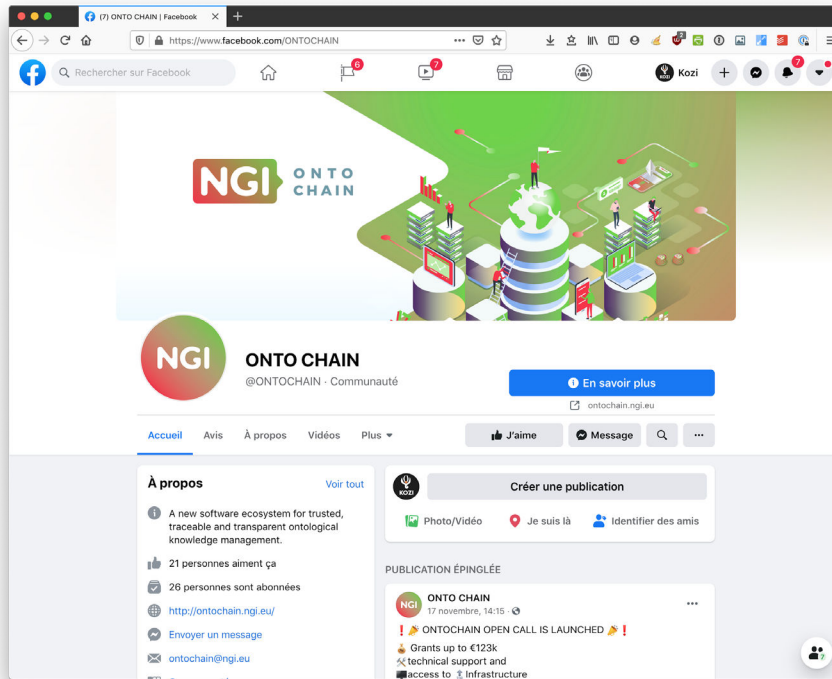 (7) ONTO CHAIN | Facebook
https://www.facebook.com/ONTOCHAIN
Rechercher sur Facebook
6
7
Kozi
7
NGI ONTO CHAIN
NGI
ONTO CHAIN
@ONTOCHAIN · Communauté
En savoir plus
ontochain.ngi.eu
Accueil Avis À propos Vidéos Plus
J'aime Message
À propos Voir tout
A new software ecosystem for trusted,
traceable and transparent ontological
knowledge management.
21 personnes aiment ça
26 personnes sont abonnées
http://ontochain.ngi.eu/
Envoyer un message
ontochain@ngi.eu
KOZI
Créer une publication
Photo/Vidéo Je suis là Identifier des amis
PUBLICATION ÉPINGLÉE
NGI
ONTO CHAIN
17 novembre, 14:15 ·
❗🎉 ONTOCHAIN OPEN CALL IS LAUNCHED 🎉❗
💰 Grants up to €123k
🛠 technical support and
access to Infrastructure